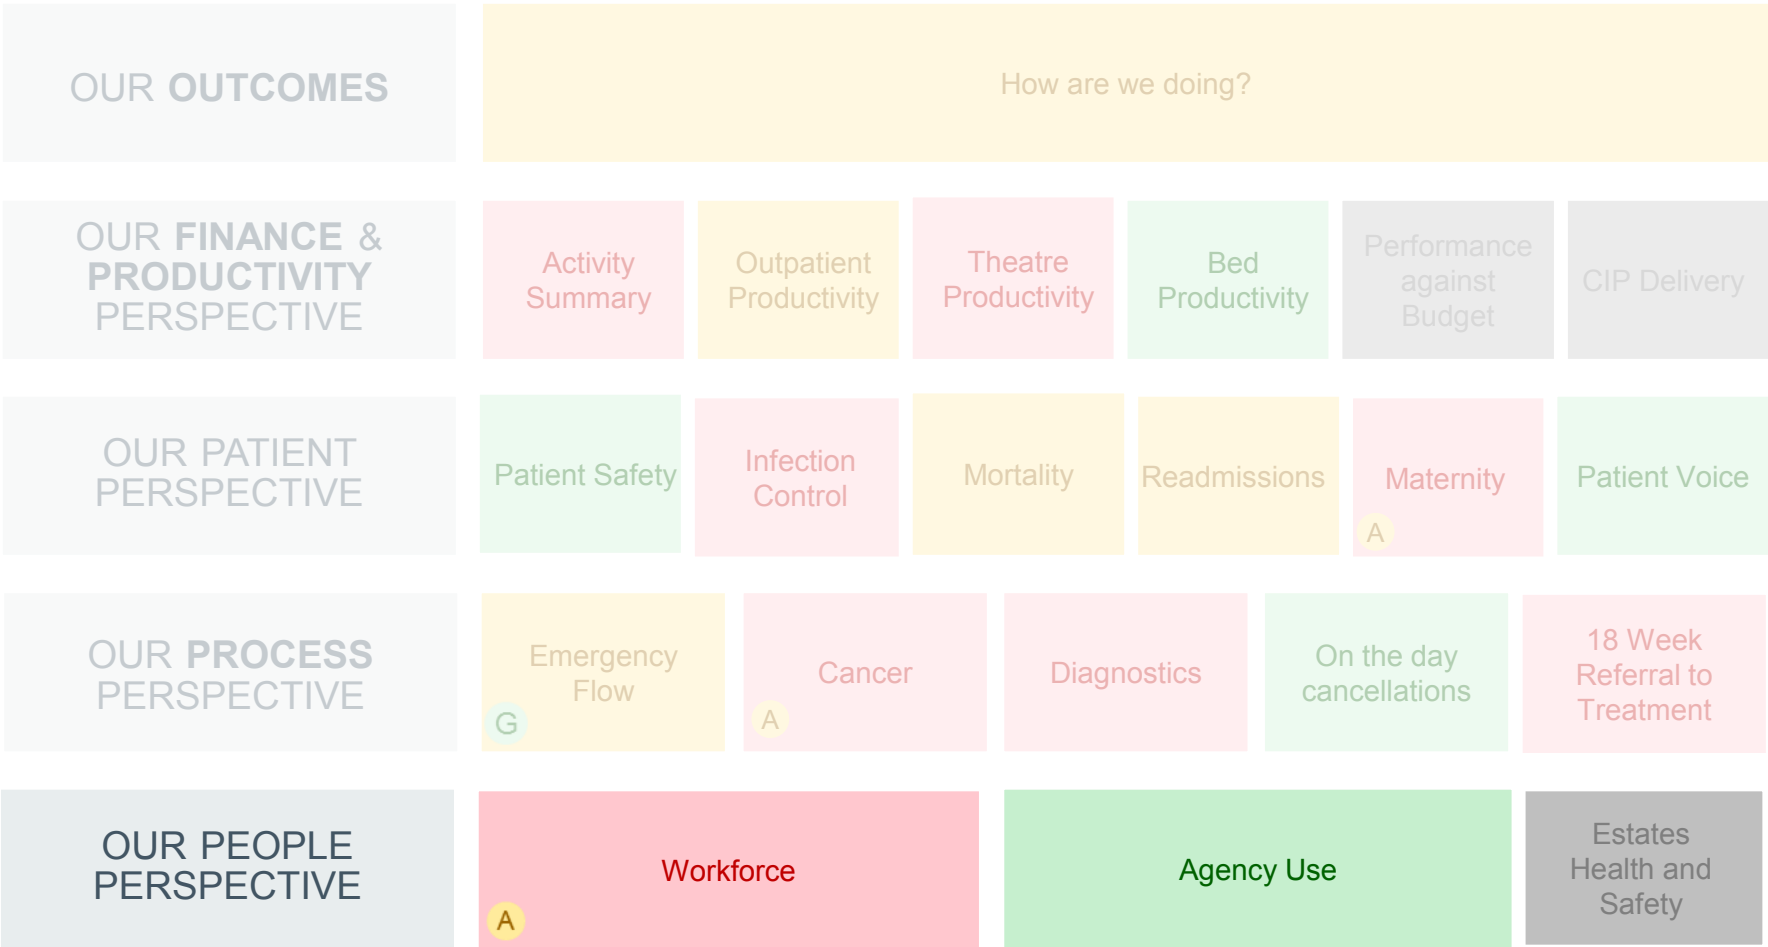 OUR OUTCOMES
How are we doing?
OUR FINANCE &
PRODUCTIVITY
PERSPECTIVE
Activity
Summary
Outpatient
Productivity
Theatre
Productivity
Bed
Productivity
Performance
against
Budget
CIP Delivery
OUR PATIENT
PERSPECTIVE
Patient Safety
Infection
Control
Mortality
Readmissions
Maternity
A
Patient Voice
OUR PROCESS
PERSPECTIVE
Emergency
Flow
G
Cancer
A
Diagnostics
On the day
cancellations
18 Week
Referral to
Treatment
OUR PEOPLE
PERSPECTIVE
Workforce
A
Agency Use
Estates
Health and
Safety